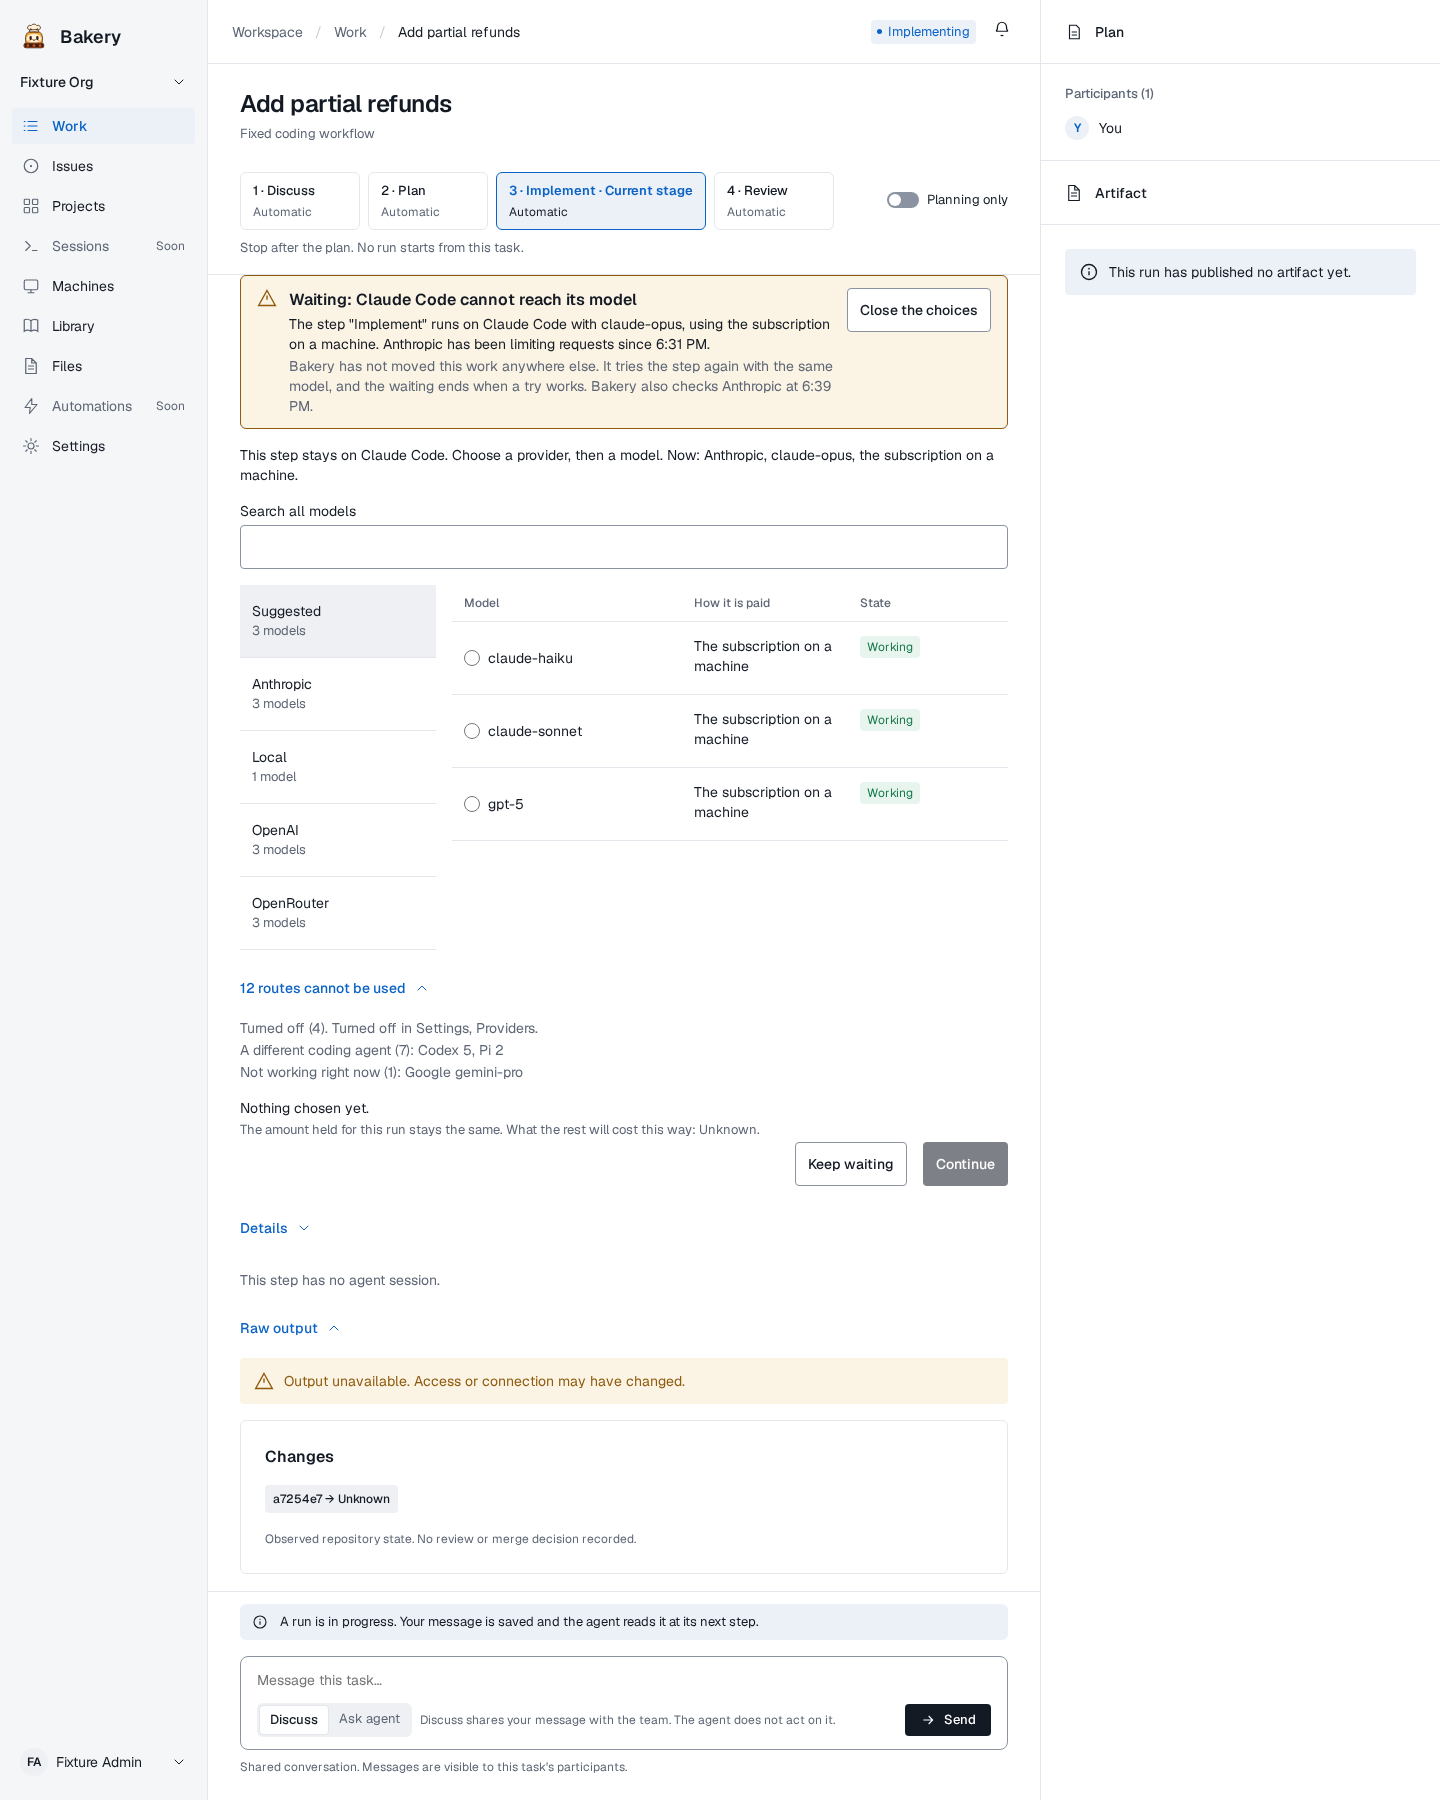 Bakery
Fixture Org
Work
Issues
Projects
Sessions Soon
Machines
Library
Files
Automations Soon
Settings
FA Fixture Admin
Workspace / Work / Add partial refunds
Implementing
Add partial refunds
Fixed coding workflow
1 · Discuss
Automatic
2 · Plan
Automatic
3 · Implement · Current stage
Automatic
4 · Review
Automatic
Planning only
Stop after the plan. No run starts from this task.
Waiting: Claude Code cannot reach its model
The step "Implement" runs on Claude Code with claude-opus, using the subscription
on a machine. Anthropic has been limiting requests since 6:31 PM.
Bakery has not moved this work anywhere else. It tries the step again with the same
model, and the waiting ends when a try works. Bakery also checks Anthropic at 6:39
PM.
Close the choices
This step stays on Claude Code. Choose a provider, then a model. Now: Anthropic, claude-opus, the subscription on a
machine.
Search all models
Suggested
3 models
Anthropic
3 models
Local
1 model
OpenAI
3 models
OpenRouter
3 models
Model How it is paid State
claude-haiku The subscription on a
machine Working
claude-sonnet The subscription on a
machine Working
gpt-5 The subscription on a
machine Working
12 routes cannot be used
Turned off (4). Turned off in Settings, Providers.
A different coding agent (7): Codex 5, Pi 2
Not working right now (1): Google gemini-pro
Nothing chosen yet.
The amount held for this run stays the same. What the rest will cost this way: Unknown.
Keep waiting Continue
Details
This step has no agent session.
Raw output
Output unavailable. Access or connection may have changed.
Changes
a7254e7 → Unknown
Observed repository state. No review or merge decision recorded.
A run is in progress. Your message is saved and the agent reads it at its next step.
Message this task...
Discuss Ask agent Discuss shares your message with the team. The agent does not act on it.
→ Send
Shared conversation. Messages are visible to this task's participants.
Plan
Participants (1)
Y You
Artifact
This run has published no artifact yet.